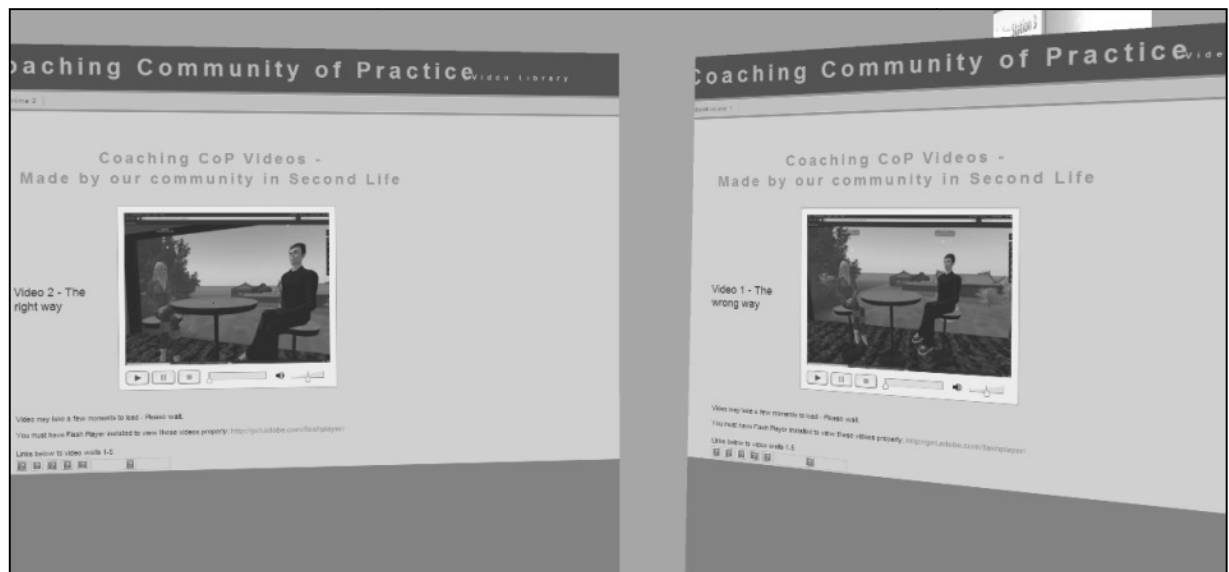 Station 3
oaching Community of Practice Video Library
Coaching CoP Videos -
Made by our community in Second Life
Video 2 - The
right way
Video may take a few moments to load - Please wait.
You must have Flash Player installed to view these videos properly: http://get.adobe.com/flashplayer/
Links below to video walls 1-5
Coaching Community of Practice Vide
Coaching CoP Videos -
Made by our community in Second Life
Video 1 - The
wrong way
Video may take a few moments to load - Please wait.
You must have Flash Player installed to view these videos properly: http://get.adobe.com/flashplayer/
Links below to video walls 1-5